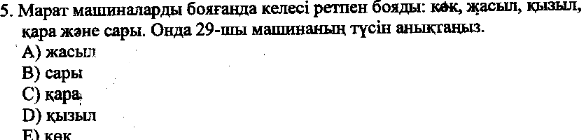 5. Марат машиналарды бояғанда келесі ретпен бояды: көк, жасыл, қызыл,
қара және сары. Онда 29-шы машинаның түсін анықтаңыз.
A) жасыл
B) сары
C) қара
D) қызыл
E) көк